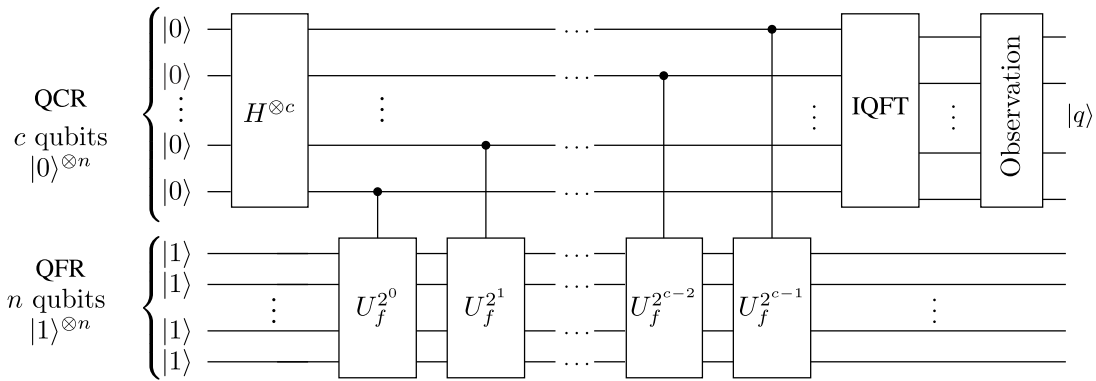 QCR
c qubits
|0⟩^{⊗n}
|0⟩
|0⟩
⋮
|0⟩
|0⟩
H^{⊗c}
⋮
...
...
...
...
⋮
IQFT
⋮
Observation
|q⟩
QFR
n qubits
|1⟩^{⊗n}
|1⟩
|1⟩
⋮
|1⟩
|1⟩
U_f^{2^0}
U_f^{2^1}
...
...
...
...
U_f^{2^{c-2}}
U_f^{2^{c-1}}
⋮